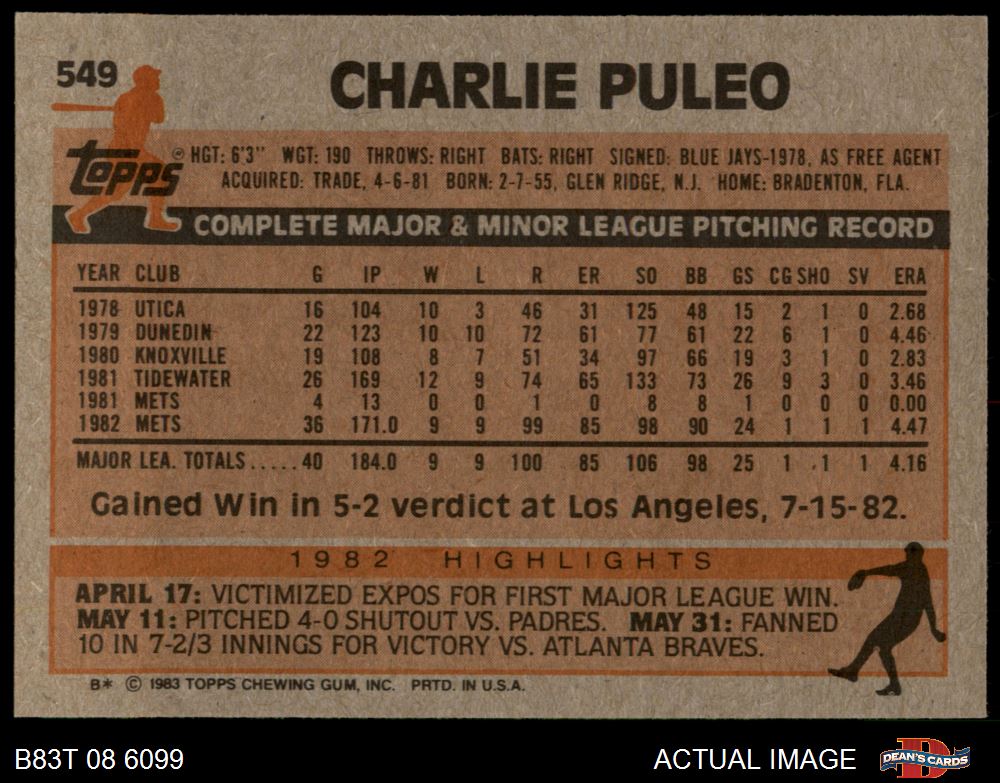 549
CHARLIE PULEO
topps ® HGT: 6'3" WGT: 190 THROWS: RIGHT BATS: RIGHT SIGNED: BLUE JAYS-1978, AS FREE AGENT
ACQUIRED: TRADE, 4-6-81 BORN: 2-7-55, GLEN RIDGE, N.J. HOME: BRADENTON, FLA.
COMPLETE MAJOR & MINOR LEAGUE PITCHING RECORD
YEAR CLUB G IP W L R ER SO BB GS CG SHO SV ERA
1978 UTICA 16 104 10 3 46 31 125 48 15 2 1 0 2.68
1979 DUNEDIN 22 123 10 10 72 61 77 61 22 6 1 0 4.46
1980 KNOXVILLE 19 108 8 7 51 34 97 66 19 3 1 0 2.83
1981 TIDEWATER 26 169 12 9 74 65 133 73 26 9 3 0 3.46
1981 METS 4 13 0 0 1 0 8 8 1 0 0 0 0.00
1982 METS 36 171.0 9 9 99 85 98 90 24 1 1 1 4.47
MAJOR LEA. TOTALS.....40 184.0 9 9 100 85 106 98 25 1 1 1 4.16
Gained Win in 5-2 verdict at Los Angeles, 7-15-82.
1982 HIGHLIGHTS
APRIL 17: VICTIMIZED EXPOS FOR FIRST MAJOR LEAGUE WIN.
MAY 11: PITCHED 4-0 SHUTOUT VS. PADRES. MAY 31: FANNED
10 IN 7-2/3 INNINGS FOR VICTORY VS. ATLANTA BRAVES.
B* © 1983 TOPPS CHEWING GUM, INC. PRTD. IN U.S.A.
B83T 08 6099
ACTUAL IMAGE
DEAN'S CARDS